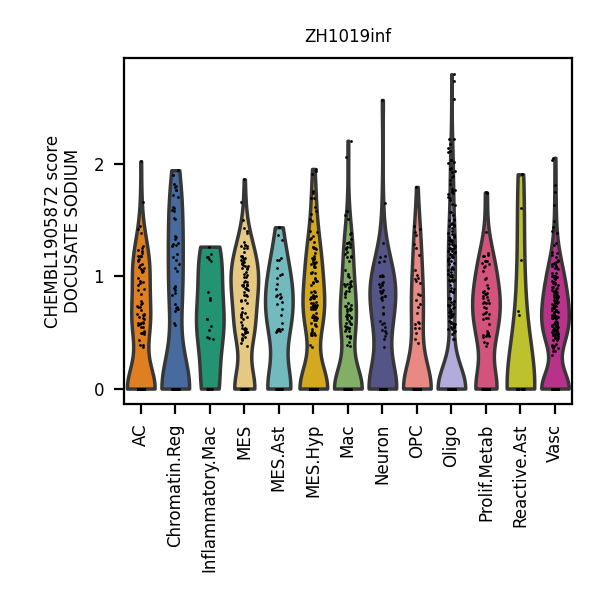 ZH1019inf
CHEMBL1905872 score
DOCUSATE SODIUM
2
1
0
AC
Chromatin.Reg
Inflammatory.Mac
MES
MES.Ast
MES.Hyp
Mac
Neuron
OPC
Oligo
Prolif.Metab
Reactive.Ast
Vasc